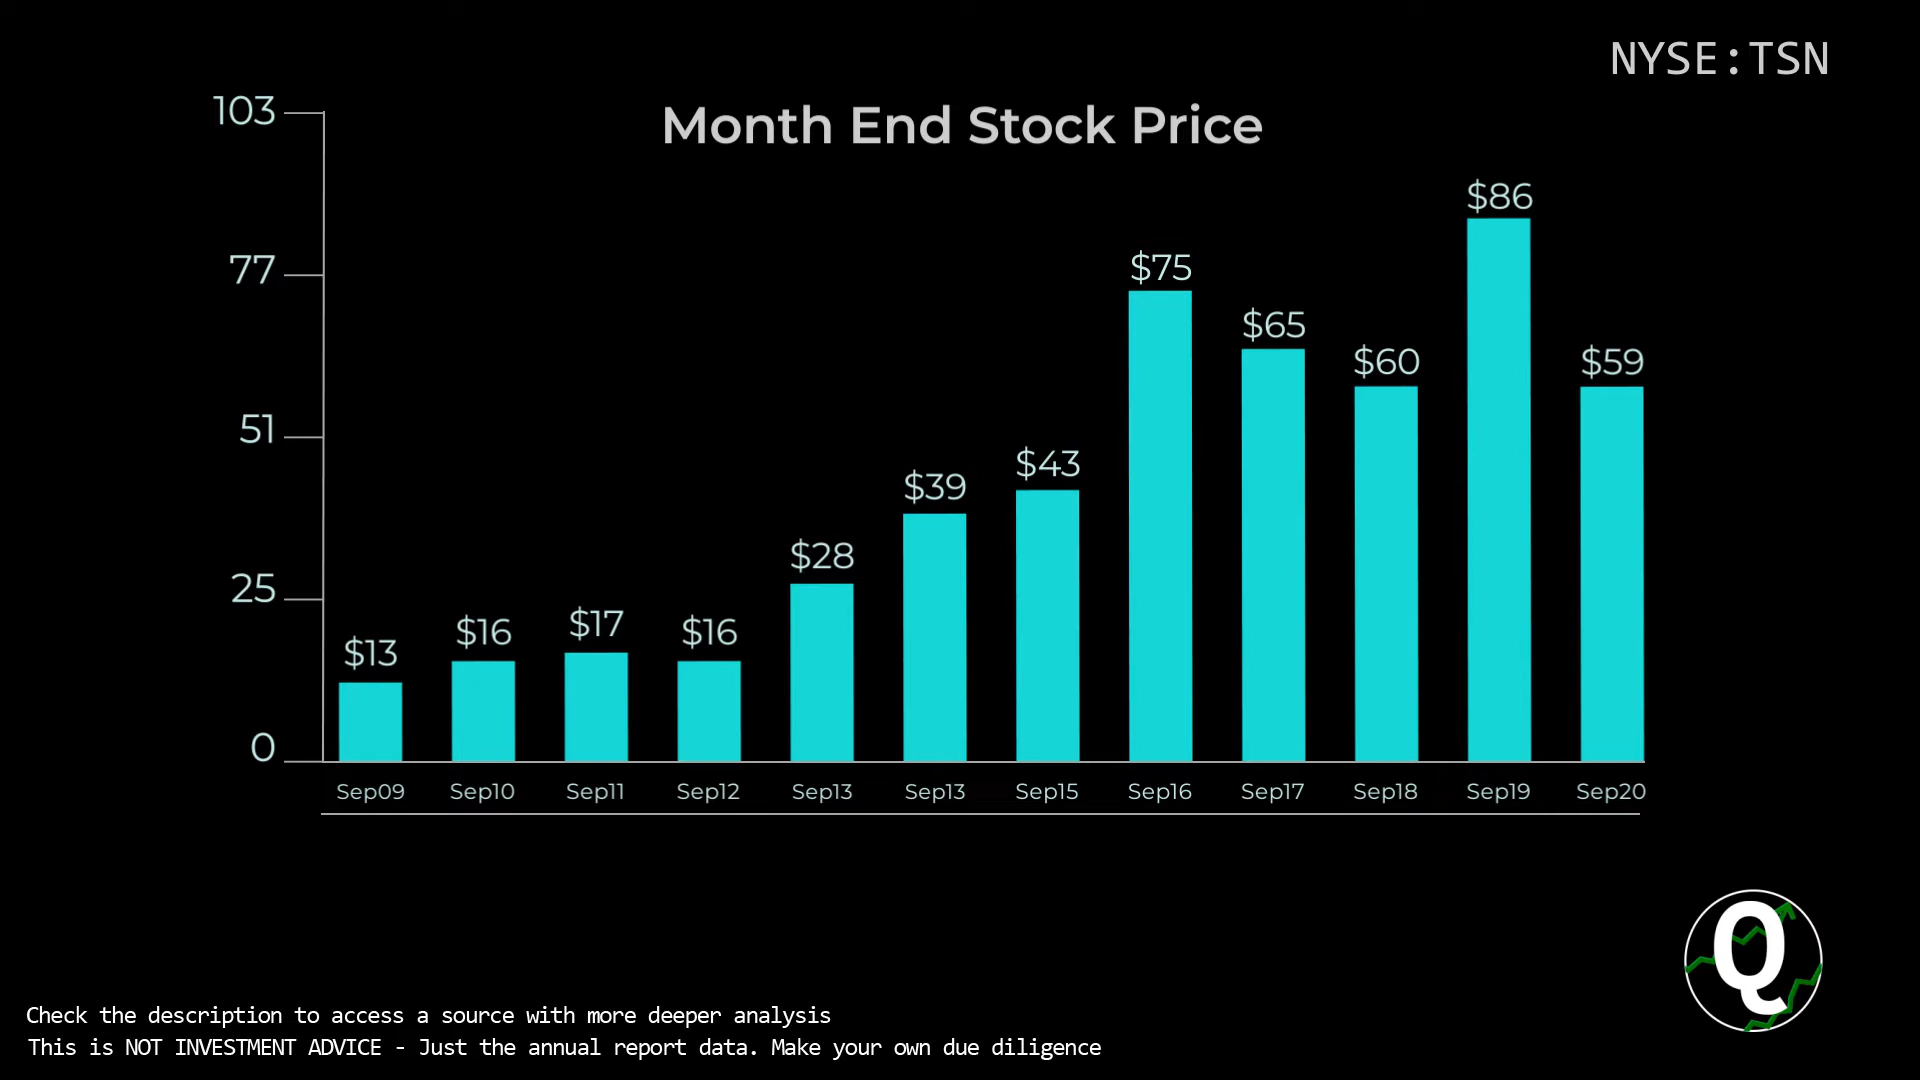 NYSE:TSN
Month End Stock Price
103
77
51
25
0
$13 $16 $17 $16 $28 $39 $43 $75 $65 $60 $86 $59
Sep09 Sep10 Sep11 Sep12 Sep13 Sep13 Sep15 Sep16 Sep17 Sep18 Sep19 Sep20
Q
Check the description to access a source with more deeper analysis
This is NOT INVESTMENT ADVICE - Just the annual report data. Make your own due diligence